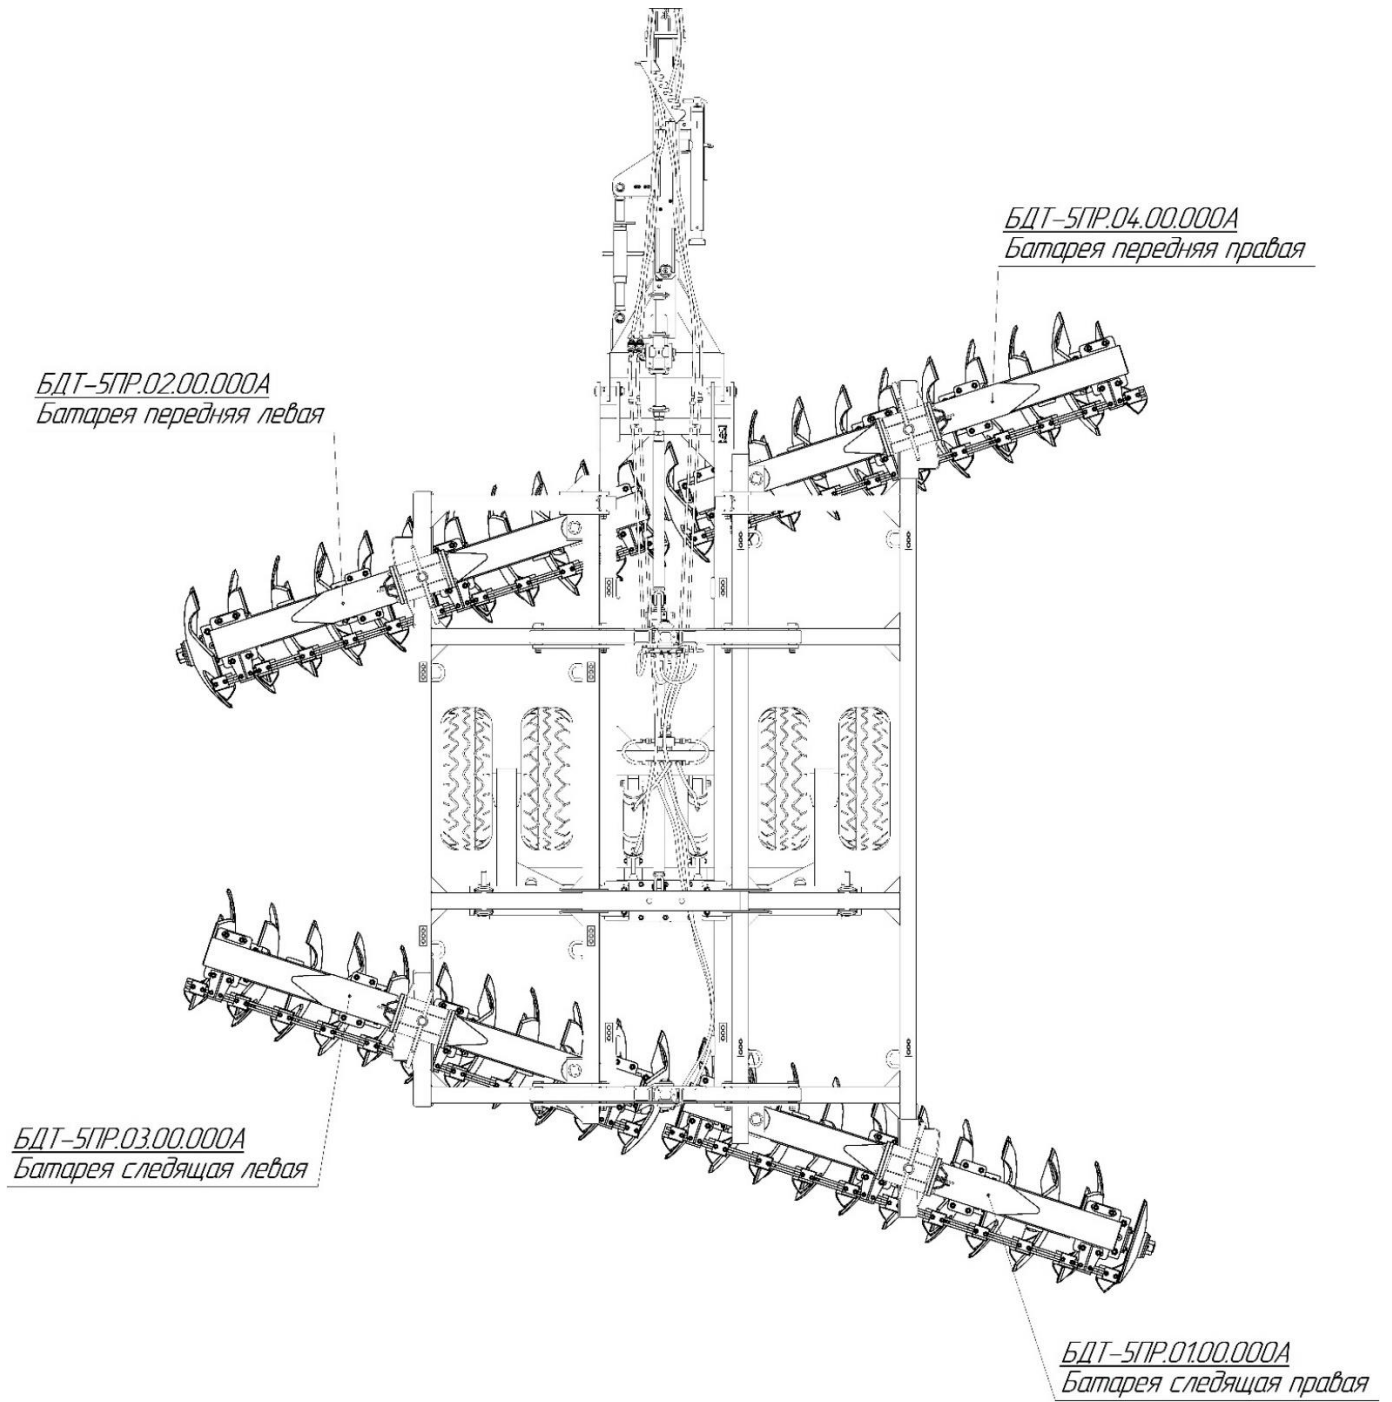 БДТ-5ПР.04.00.000А
Батарея передняя правая
БДТ-5ПР.02.00.000А
Батарея передняя левая
БДТ-5ПР.03.00.000А
Батарея следящая левая
БДТ-5ПР.01.00.000А
Батарея следящая правая